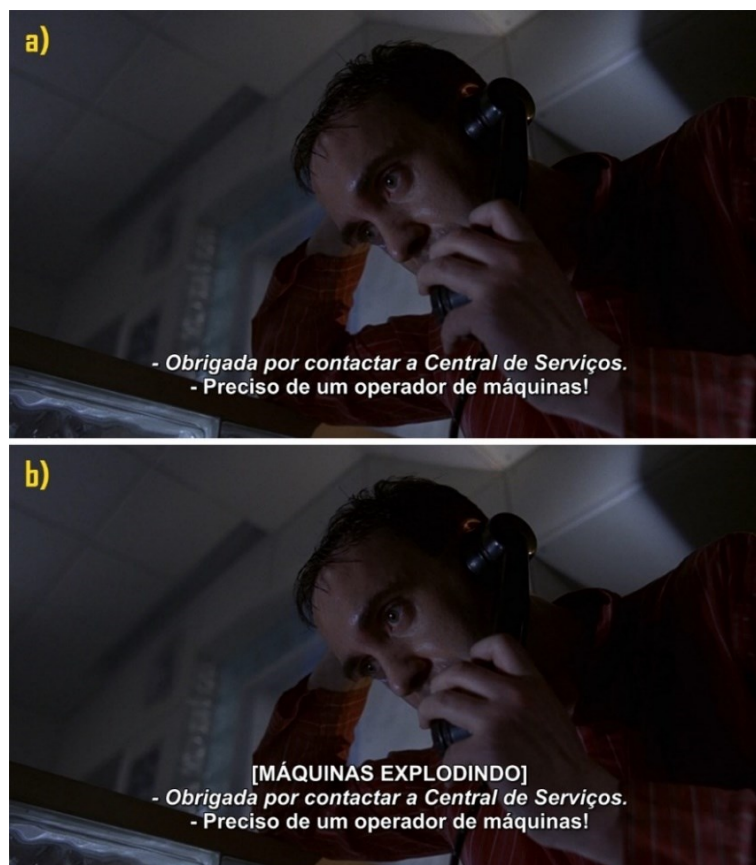 a)
- Obrigada por contactar a Central de Serviços.
- Preciso de um operador de máquinas!
b)
[MÁQUINAS EXPLODINDO]
- Obrigada por contactar a Central de Serviços.
- Preciso de um operador de máquinas!